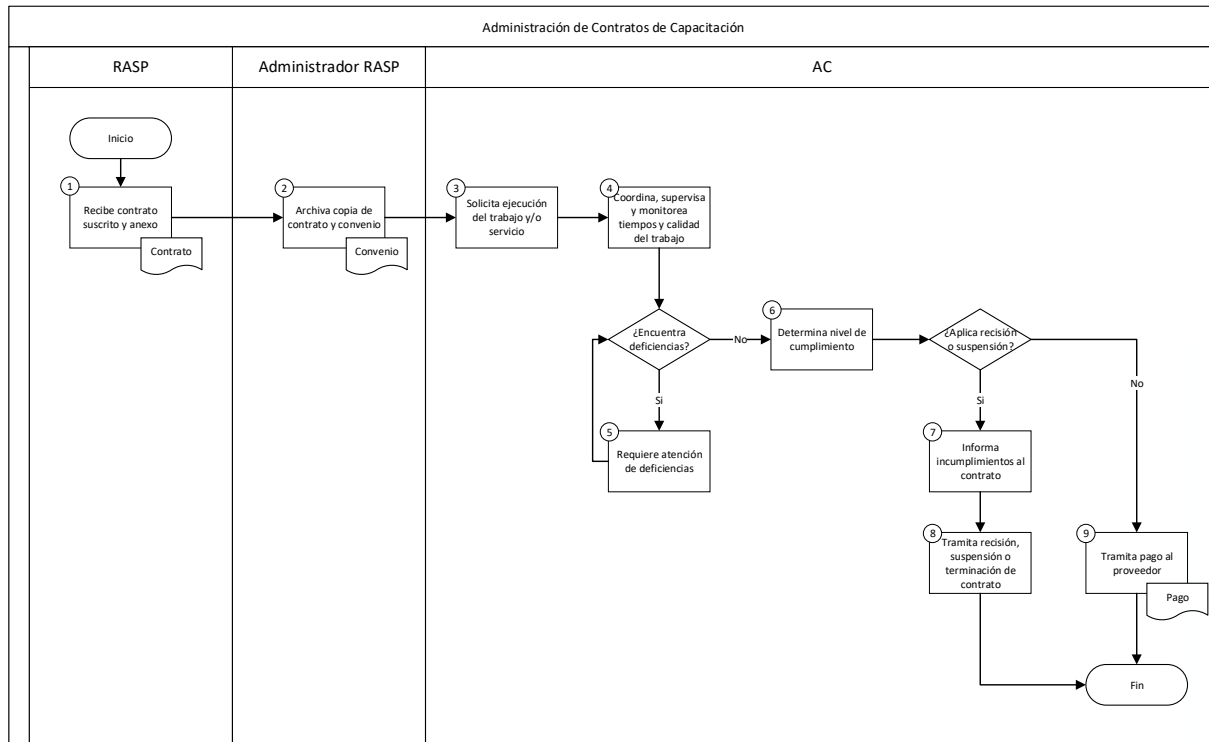 Administración de Contratos de Capacitación
RASP
Administrador RASP
AC
Inicio
1
Recibe contrato
suscrito y anexo
Contrato
2
Archiva copia de
contrato y convenio
Convenio
3
Solicita ejecución
del trabajo y/o
servicio
4
Coordina, supervisa
y monitorea
tiempos y calidad
del trabajo
¿Encuentra
deficiencias?
No
Si
5
Requiere atención
de deficiencias
6
Determina nivel de
cumplimiento
¿Aplica recisión
o suspensión?
Si
No
7
Informa
incumplimientos al
contrato
8
Tramita recisión,
suspensión o
terminación de
contrato
9
Tramita pago al
proveedor
Pago
Fin